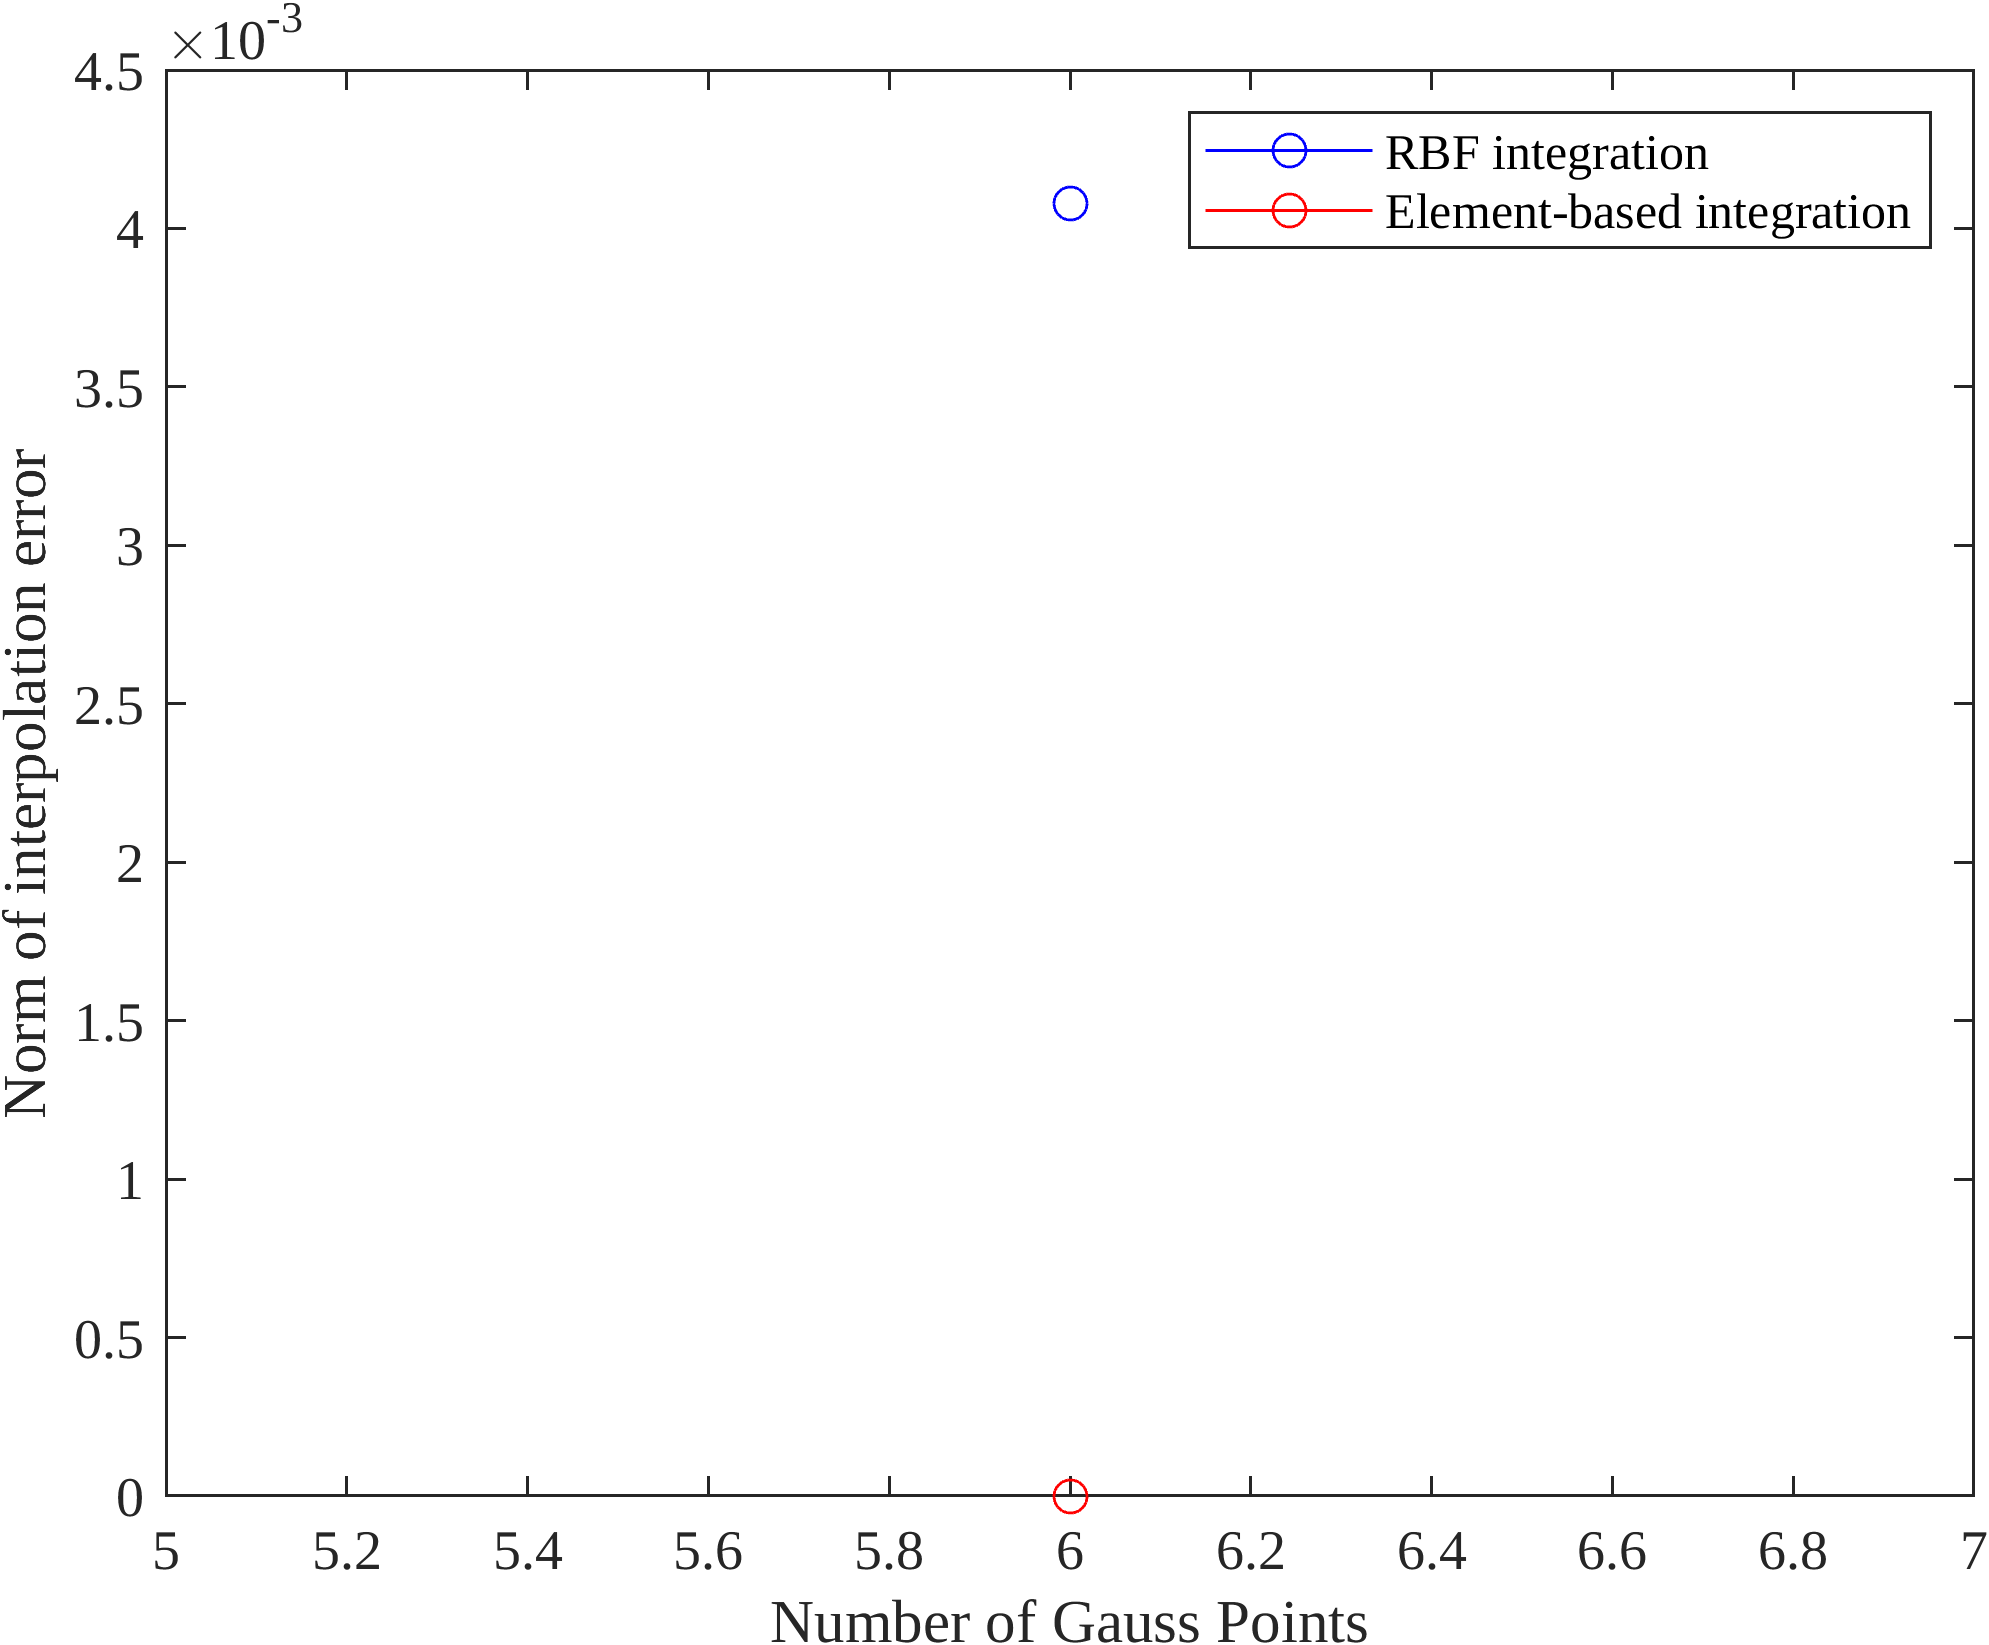 ×10-3
4.5
4
3.5
3
2.5
2
1.5
1
0.5
0
5 5.2 5.4 5.6 5.8 6 6.2 6.4 6.6 6.8 7
Number of Gauss Points
Norm of interpolation error
RBF integration
Element-based integration